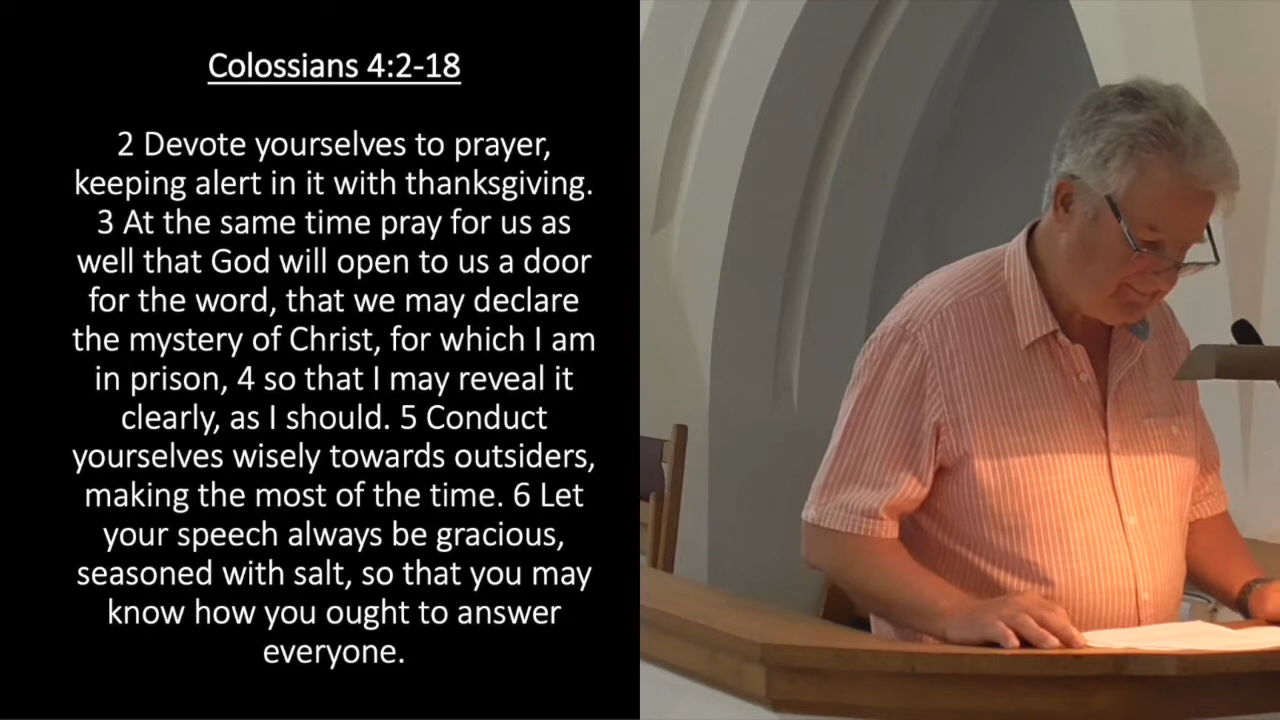 Colossians 4:2-18
2 Devote yourselves to prayer,
keeping alert in it with thanksgiving.
3 At the same time pray for us as
well that God will open to us a door
for the word, that we may declare
the mystery of Christ, for which I am
in prison, 4 so that I may reveal it
clearly, as I should. 5 Conduct
yourselves wisely towards outsiders,
making the most of the time. 6 Let
your speech always be gracious,
seasoned with salt, so that you may
know how you ought to answer
everyone.